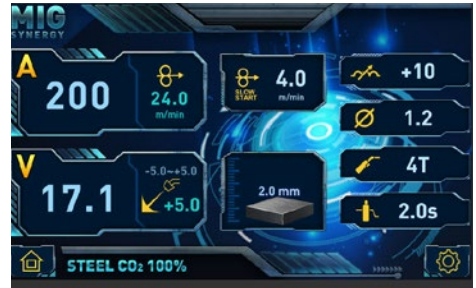 MIG
SYNERGY
A
200
24.0
m/min
SLOW
START
4.0
m/min
+10
1.2
4T
2.0s
V
17.1
-5.0~+5.0
+5.0
2.0 mm
STEEL CO₂ 100%